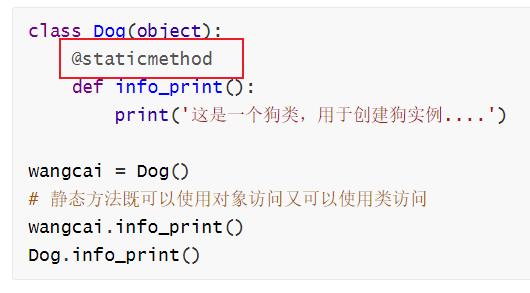 class Dog(object):
    @staticmethod
    def info_print():
        print('这是一个狗类，用于创建狗实例....')

wangcai = Dog()
# 静态方法既可以使用对象访问又可以使用类访问
wangcai.info_print()
Dog.info_print()